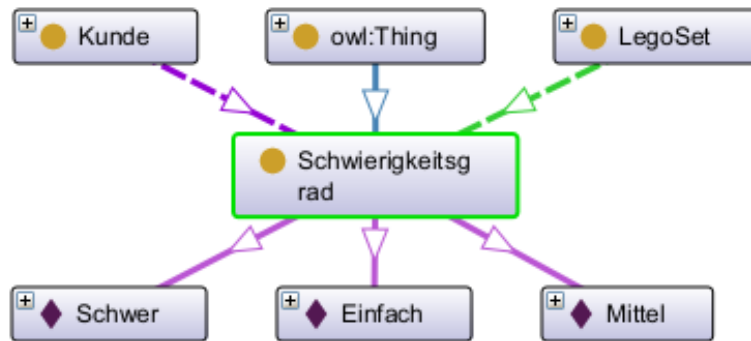 Kunde
owl:Thing
LegoSet
Schwierigkeitsg
rad
Schwer
Einfach
Mittel